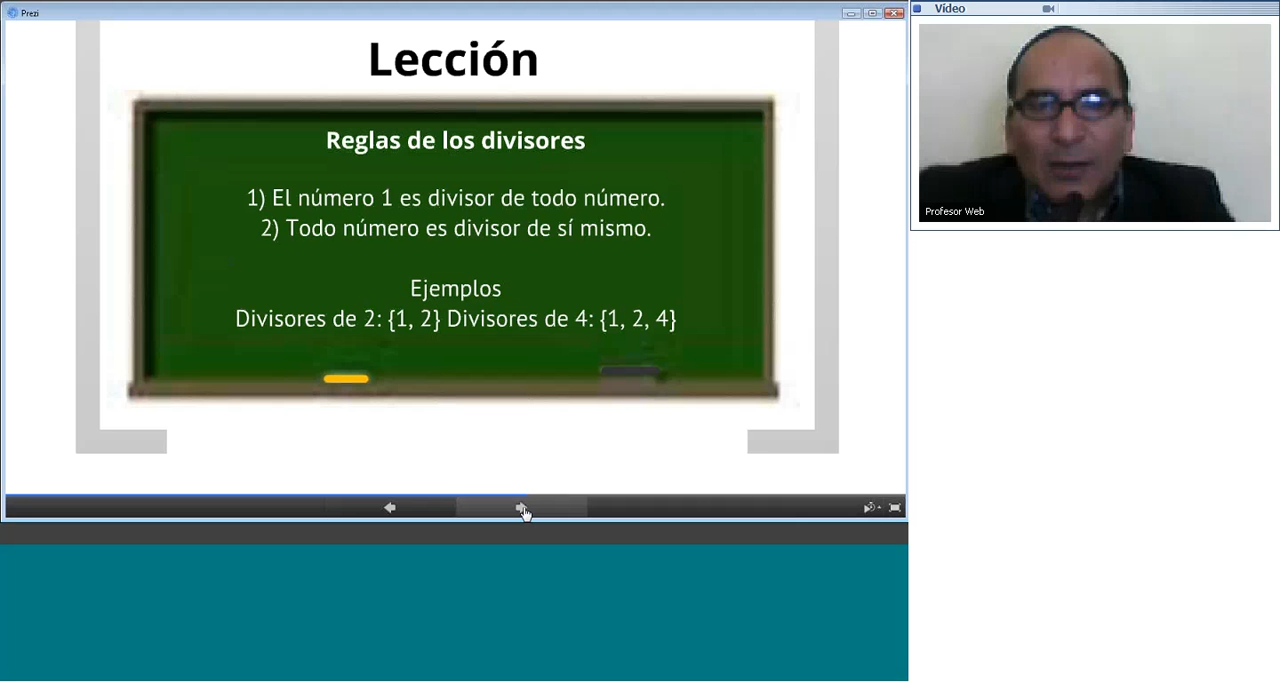 Prezi
Lección
Reglas de los divisores
1) El número 1 es divisor de todo número.
2) Todo número es divisor de sí mismo.
Ejemplos
Divisores de 2: {1, 2} Divisores de 4: {1, 2, 4}
Vídeo
Profesor Web